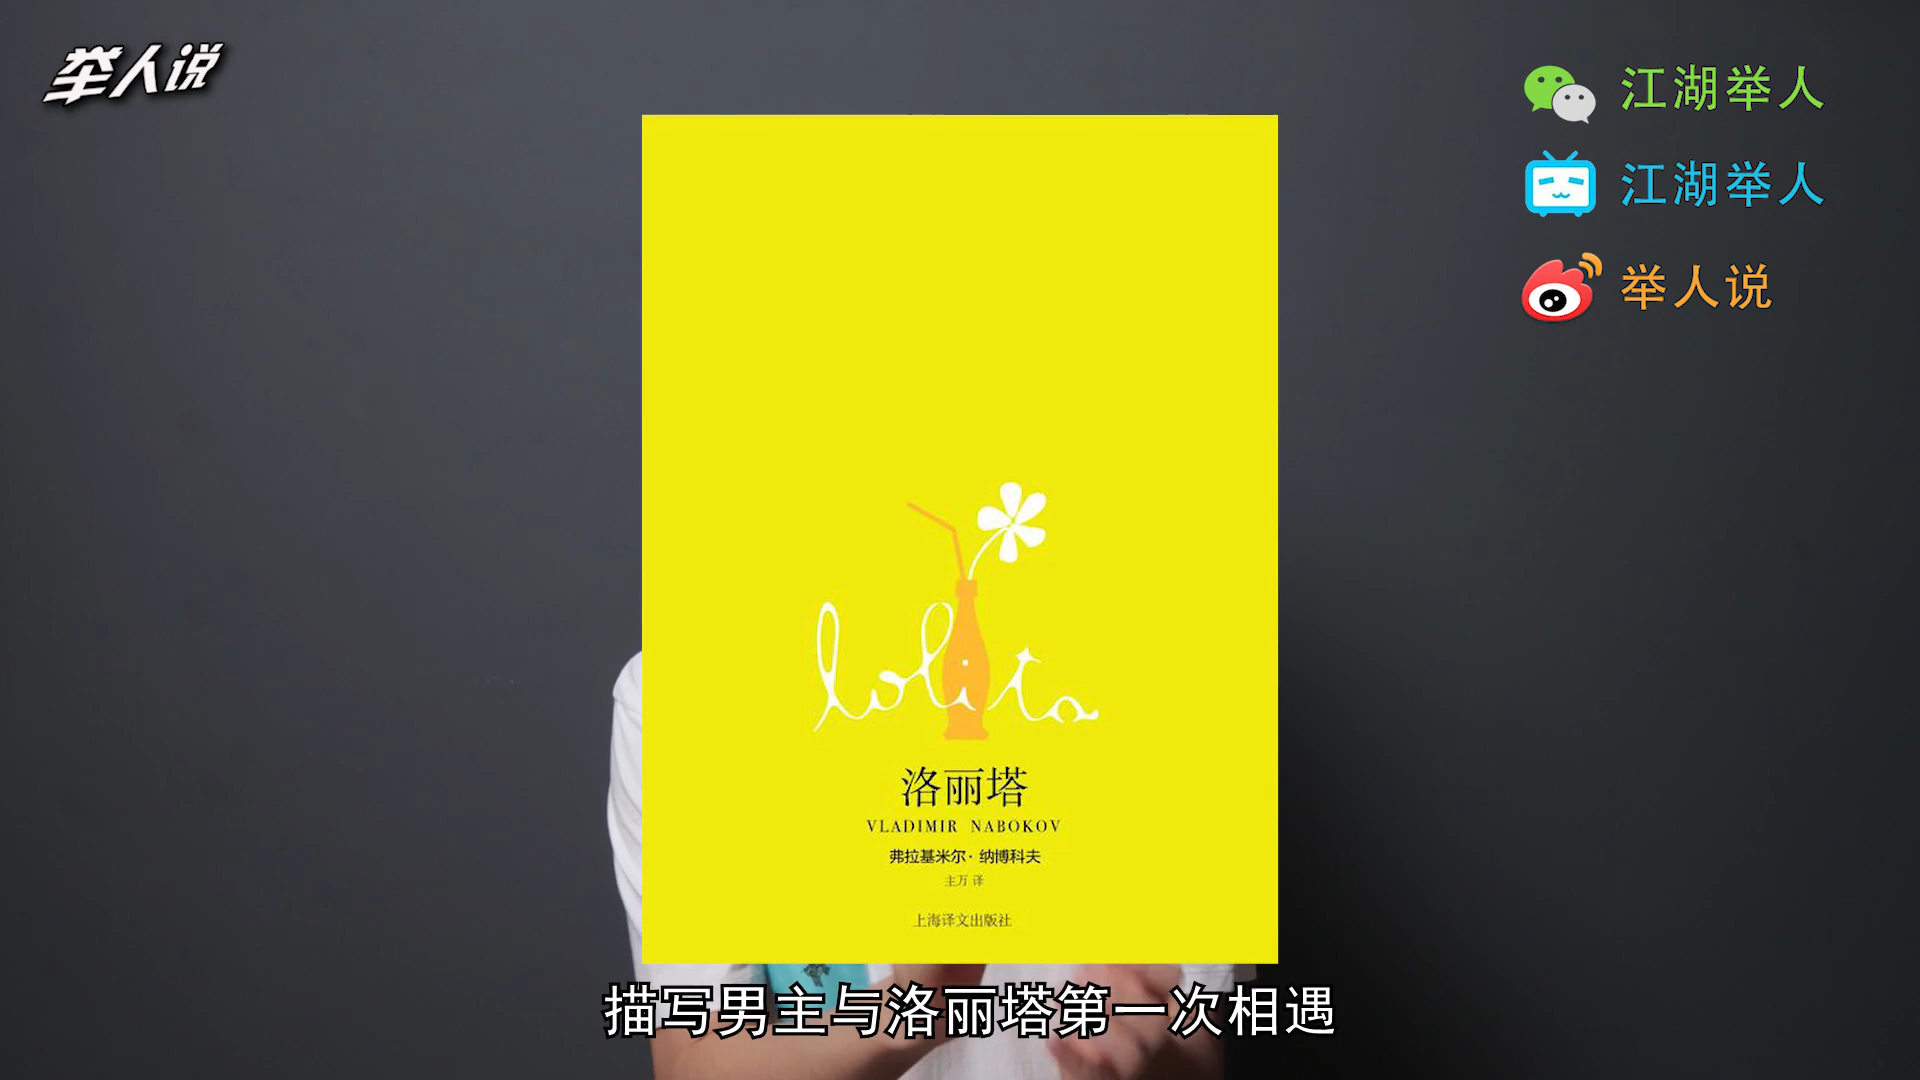 举人说
江湖举人
江湖举人
举人说
lolita
洛丽塔
VLADIMIR NABOKOV
弗拉基米尔·纳博科夫
主万 译
上海译文出版社
描写男主与洛丽塔第一次相遇